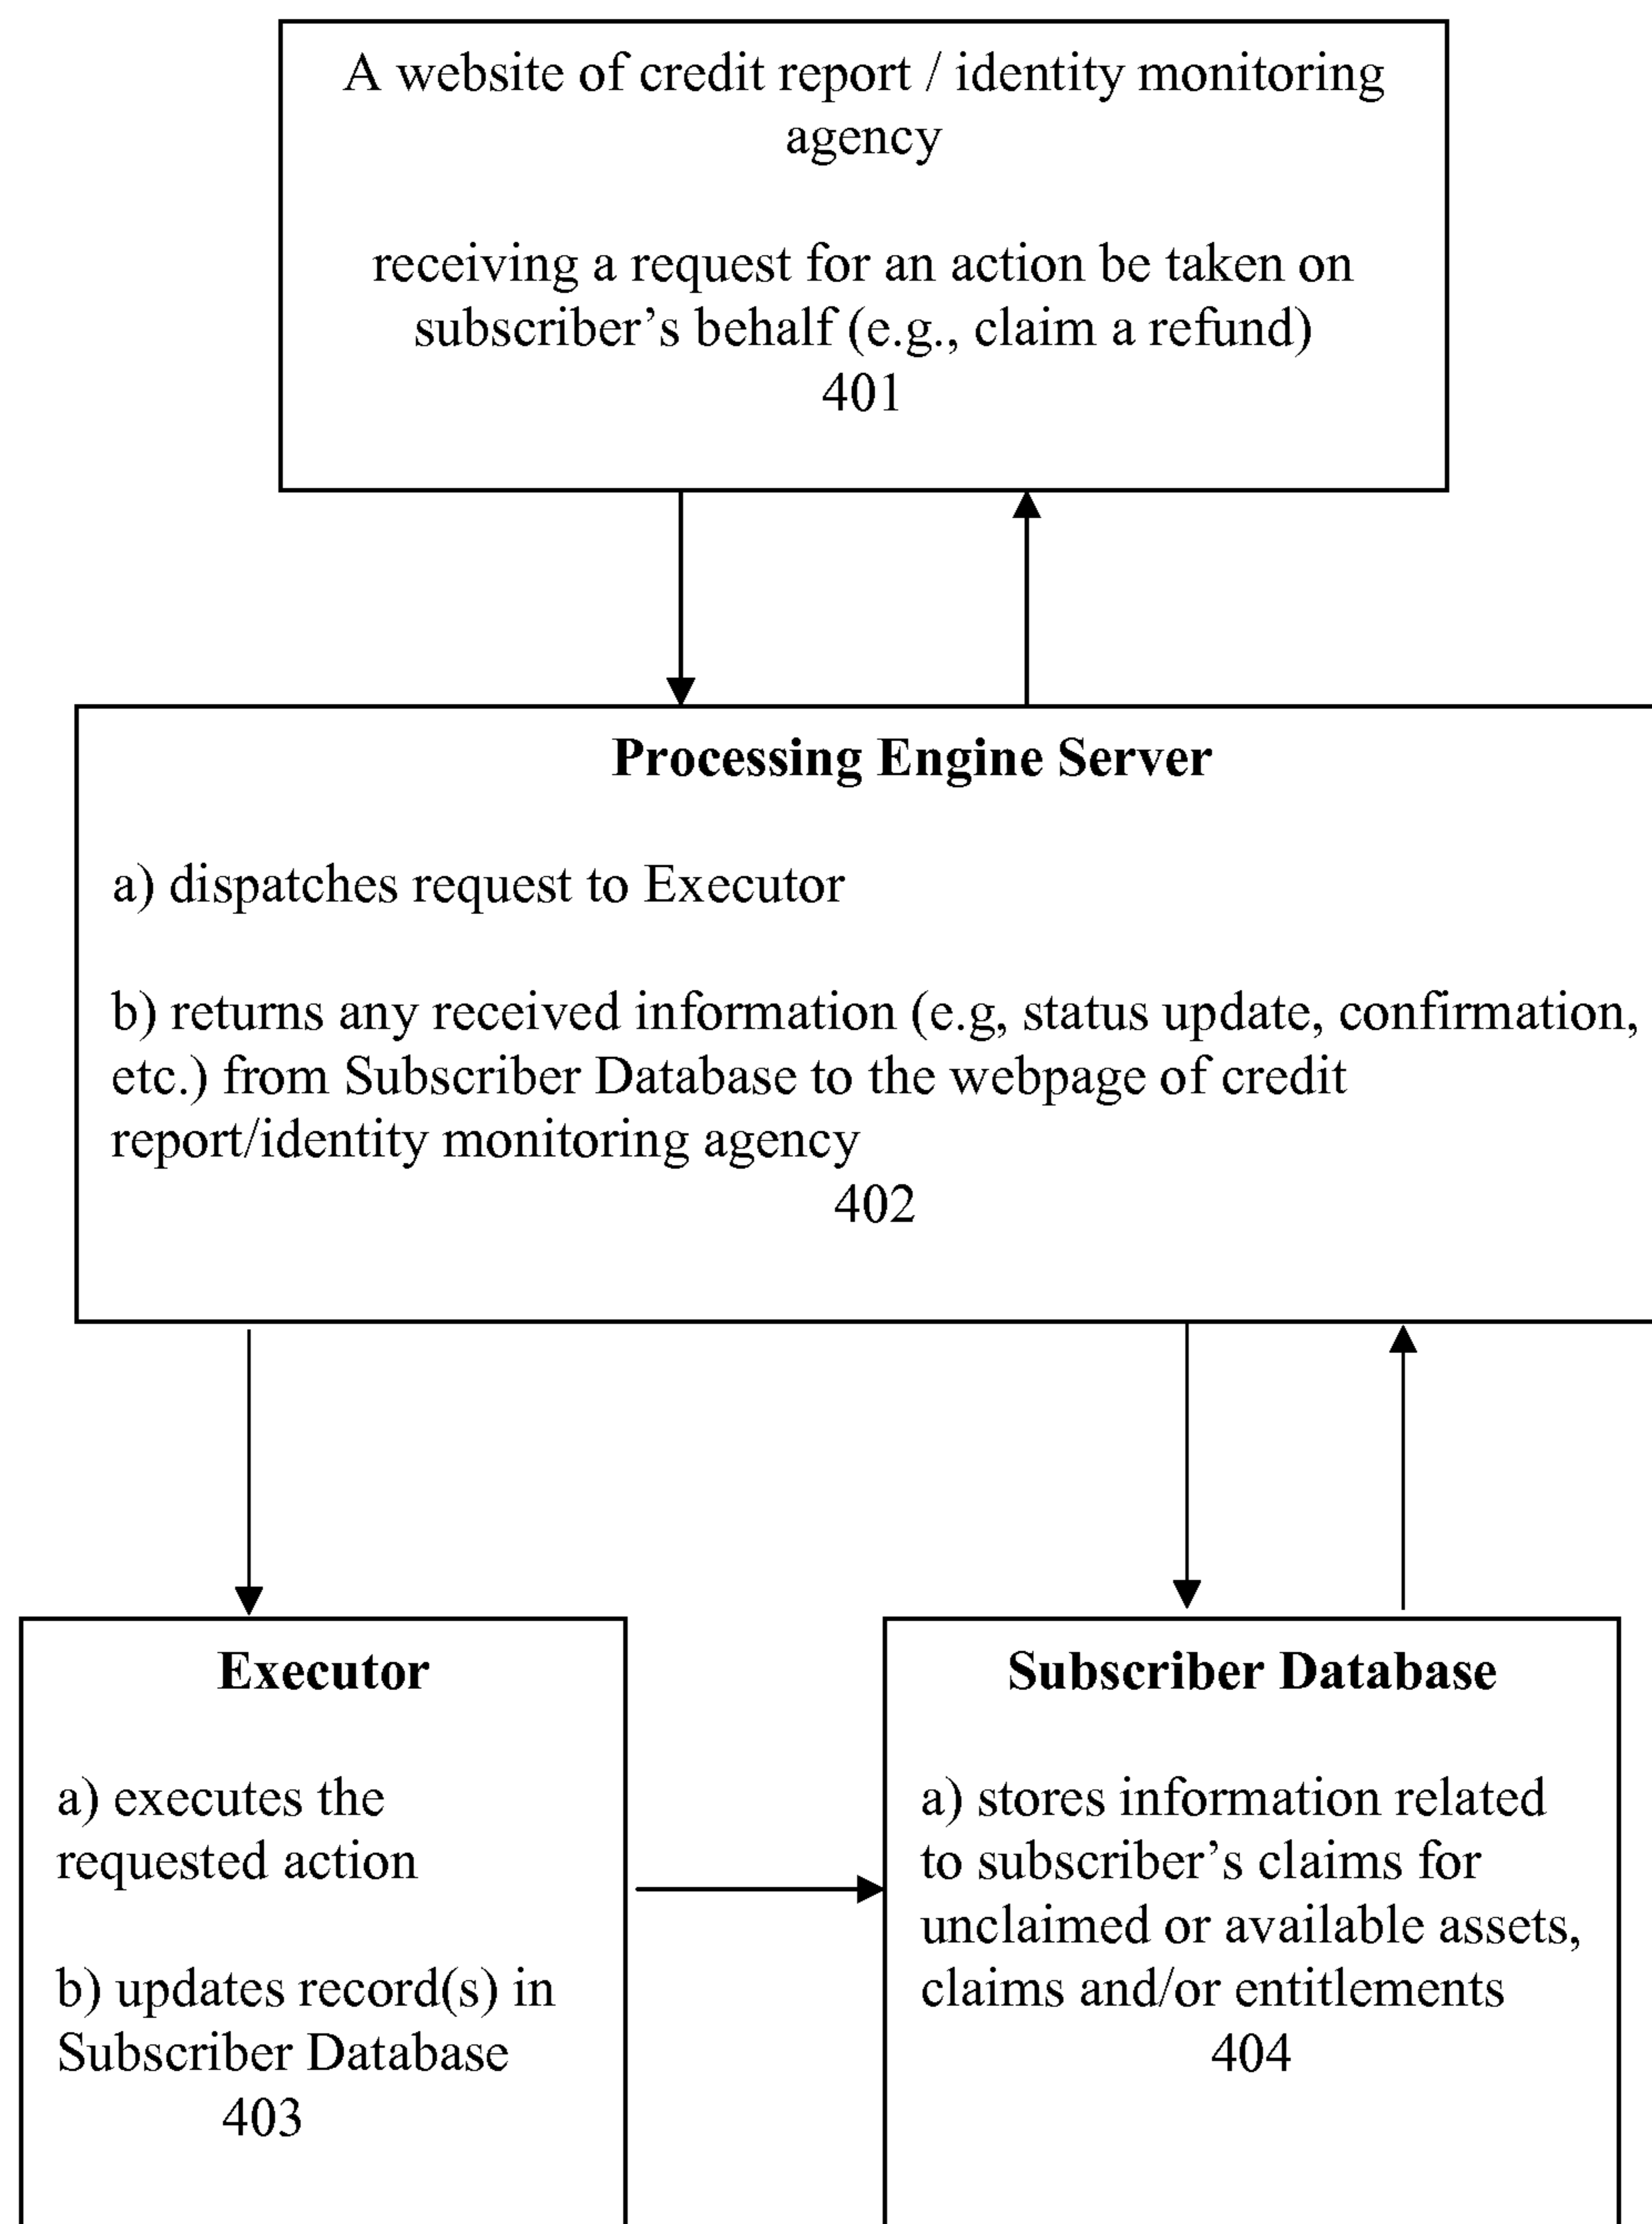 A website of credit report / identity monitoring
agency
receiving a request for an action be taken on
subscriber’s behalf (e.g., claim a refund)
401
Processing Engine Server
a) dispatches request to Executor
b) returns any received information (e.g, status update, confirmation,
etc.) from Subscriber Database to the webpage of credit
report/identity monitoring agency
402
Executor
a) executes the
requested action
b) updates record(s) in
Subscriber Database
403
Subscriber Database
a) stores information related
to subscriber’s claims for
unclaimed or available assets,
claims and/or entitlements
404